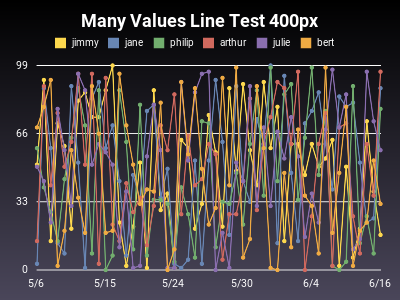 Many Values Line Test 400px
jimmy jane philip arthur julie bert
99
66
33
0
5/6 5/15 5/24 5/30 6/4 6/16